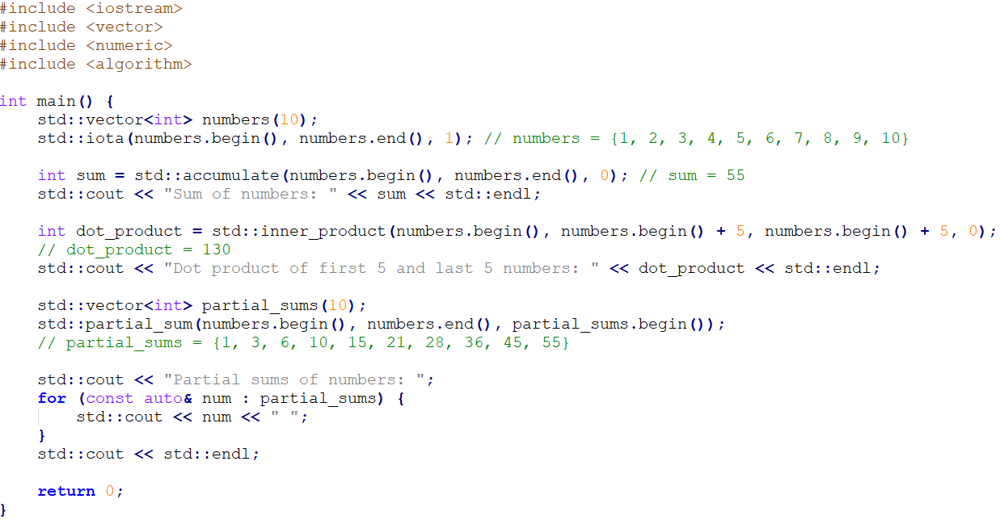 #include <iostream>
#include <vector>
#include <numeric>
#include <algorithm>

int main() {
    std::vector<int> numbers(10);
    std::iota(numbers.begin(), numbers.end(), 1); // numbers = {1, 2, 3, 4, 5, 6, 7, 8, 9, 10}

    int sum = std::accumulate(numbers.begin(), numbers.end(), 0); // sum = 55
    std::cout << "Sum of numbers: " << sum << std::endl;

    int dot_product = std::inner_product(numbers.begin(), numbers.begin() + 5, numbers.begin() + 5, 0);
    // dot_product = 130
    std::cout << "Dot product of first 5 and last 5 numbers: " << dot_product << std::endl;

    std::vector<int> partial_sums(10);
    std::partial_sum(numbers.begin(), numbers.end(), partial_sums.begin());
    // partial_sums = {1, 3, 6, 10, 15, 21, 28, 36, 45, 55}

    std::cout << "Partial sums of numbers: ";
    for (const auto& num : partial_sums) {
        std::cout << num << " ";
    }
    std::cout << std::endl;

    return 0;
}